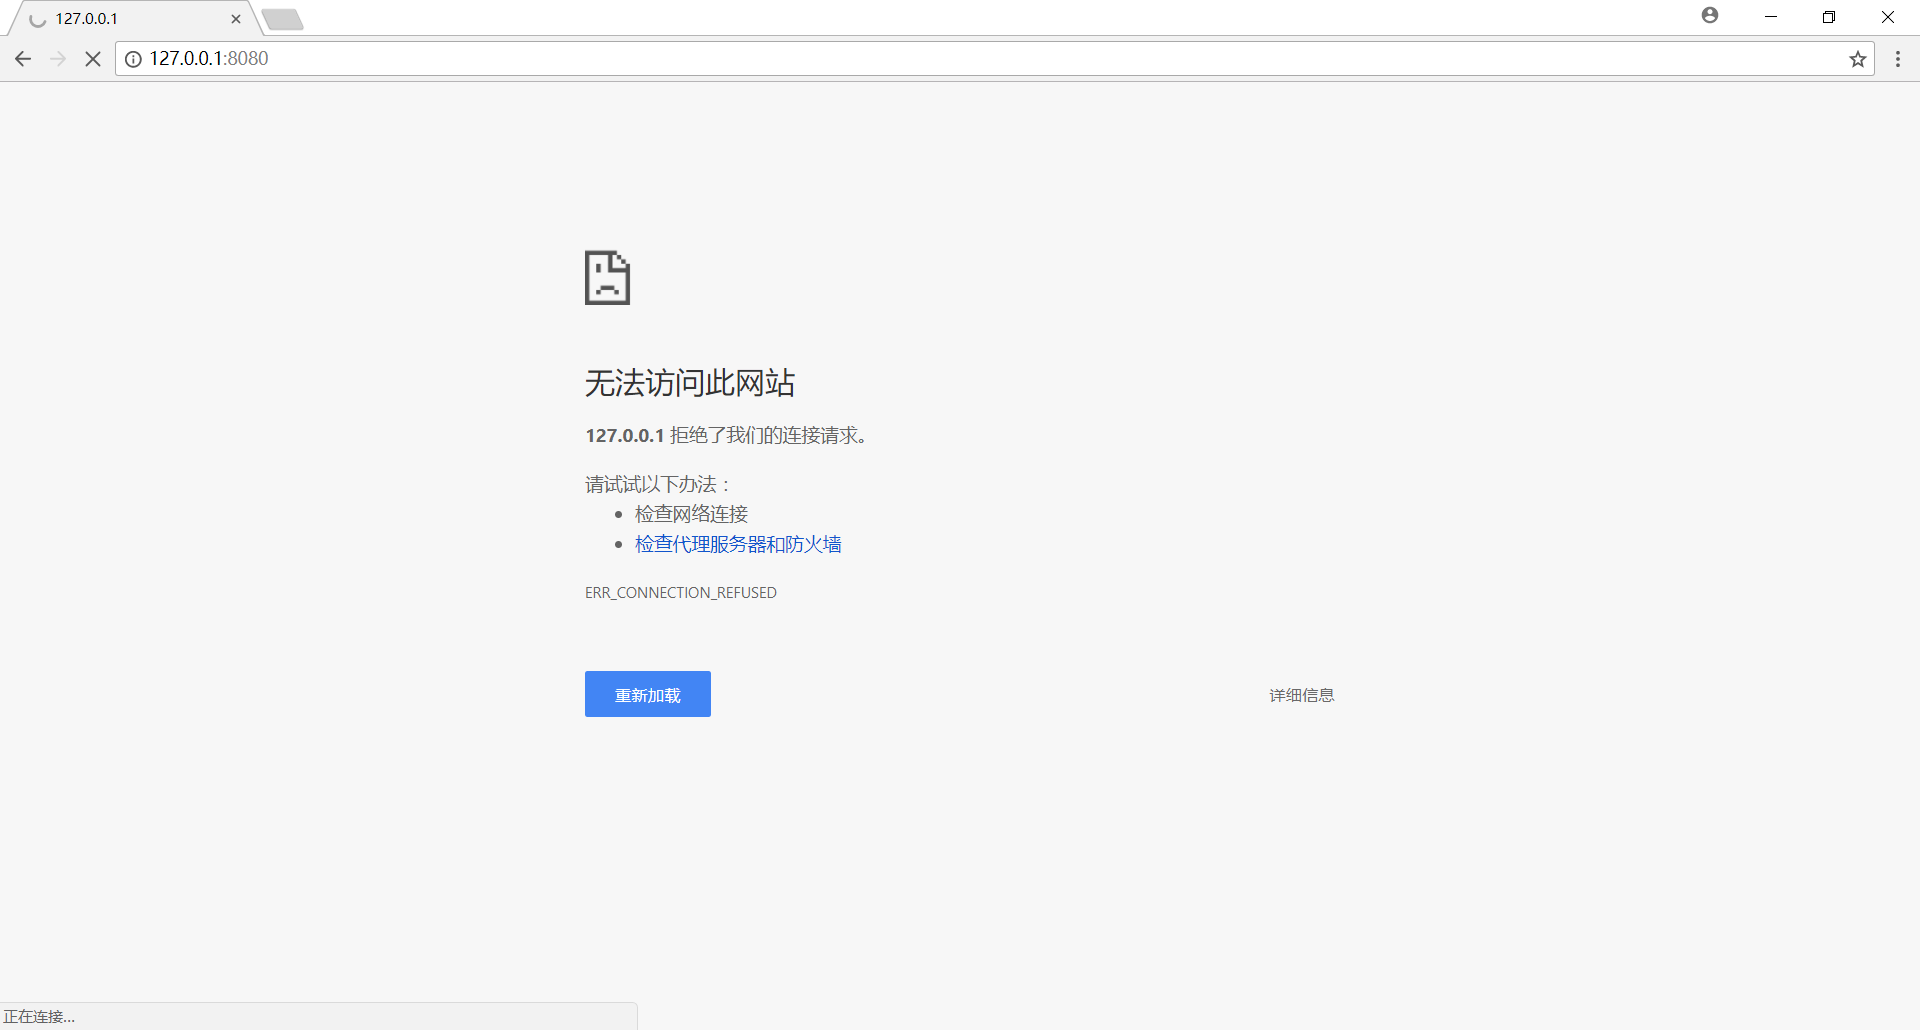 127.0.0.1
127.0.0.1:8080
无法访问此网站
127.0.0.1 拒绝了我们的连接请求。
请试试以下办法：
检查网络连接
检查代理服务器和防火墙
ERR_CONNECTION_REFUSED
重新加载
详细信息
正在连接...